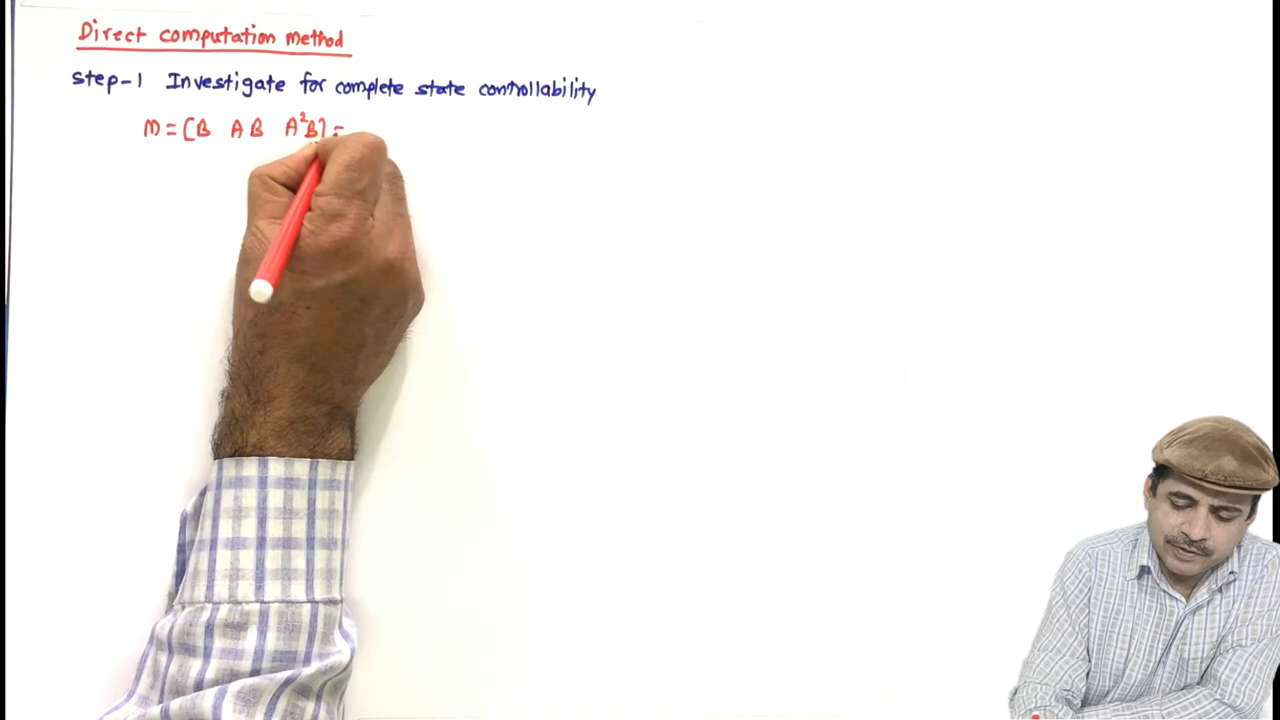 Direct computation method
step-1 Investigate for complete state controllability
M = [B AB A²B] =